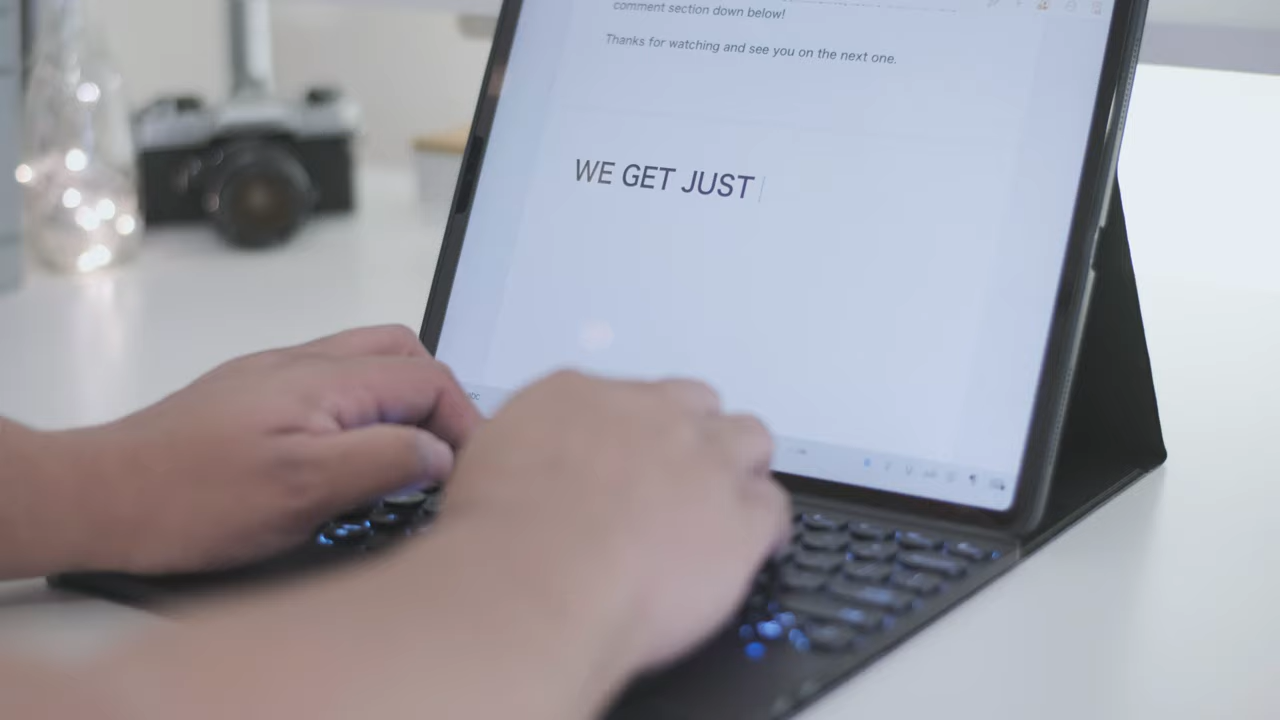 comment section down below!
Thanks for watching and see you on the next one.
WE GET JUST